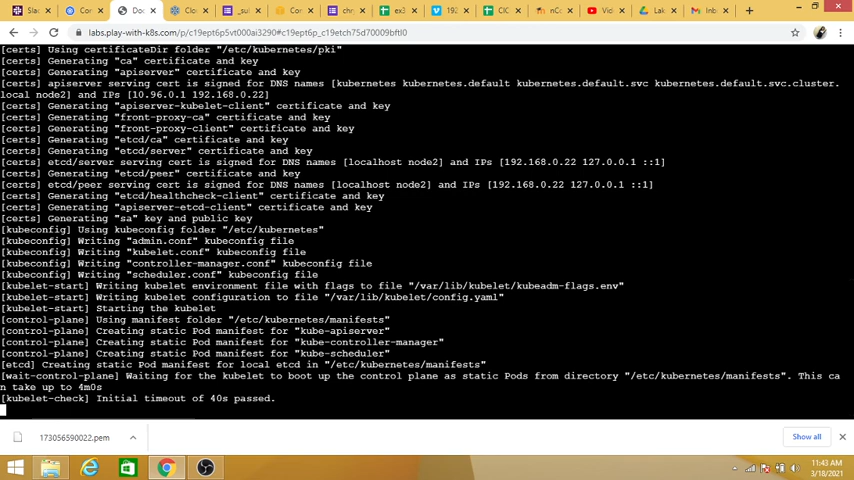 Slac
Con
Doc
Clo
_sul
Con
chry
ex3
192
CIC
nCo
Vid
Lak
Inb
labs.play-with-k8s.com/p/c19ept6p5vt000ai3290#c19ept6p_c19etch75d70009btfl0
[certs] Using certificateDir folder "/etc/kubernetes/pki"
[certs] Generating "ca" certificate and key
[certs] Generating "apiserver" certificate and key
[certs] apiserver serving cert is signed for DNS names [kubernetes kubernetes.default kubernetes.default.svc kubernetes.default.svc.cluster.
local node2] and IPs [10.96.0.1 192.168.0.22]
[certs] Generating "apiserver-kubelet-client" certificate and key
[certs] Generating "front-proxy-ca" certificate and key
[certs] Generating "front-proxy-client" certificate and key
[certs] Generating "etcd/ca" certificate and key
[certs] Generating "etcd/server" certificate and key
[certs] etcd/server serving cert is signed for DNS names [localhost node2] and IPs [192.168.0.22 127.0.0.1 ::1]
[certs] Generating "etcd/peer" certificate and key
[certs] etcd/peer serving cert is signed for DNS names [localhost node2] and IPs [192.168.0.22 127.0.0.1 ::1]
[certs] Generating "etcd/healthcheck-client" certificate and key
[certs] Generating "apiserver-etcd-client" certificate and key
[certs] Generating "sa" key and public key
[kubeconfig] Using kubeconfig folder "/etc/kubernetes"
[kubeconfig] Writing "admin.conf" kubeconfig file
[kubeconfig] Writing "kubelet.conf" kubeconfig file
[kubeconfig] Writing "controller-manager.conf" kubeconfig file
[kubeconfig] Writing "scheduler.conf" kubeconfig file
[kubelet-start] Writing kubelet environment file with flags to file "/var/lib/kubelet/kubeadm-flags.env"
[kubelet-start] Writing kubelet configuration to file "/var/lib/kubelet/config.yaml"
[kubelet-start] Starting the kubelet
[control-plane] Using manifest folder "/etc/kubernetes/manifests"
[control-plane] Creating static Pod manifest for "kube-apiserver"
[control-plane] Creating static Pod manifest for "kube-controller-manager"
[control-plane] Creating static Pod manifest for "kube-scheduler"
[etcd] Creating static Pod manifest for local etcd in "/etc/kubernetes/manifests"
[wait-control-plane] Waiting for the kubelet to boot up the control plane as static Pods from directory "/etc/kubernetes/manifests". This ca
n take up to 4m0s
[kubelet-check] Initial timeout of 40s passed.
173056590022.pem
Show all
11:43 AM
3/18/2021